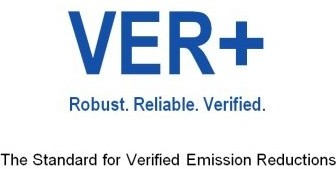 VER+
Robust. Reliable. Verified.
The Standard for Verified Emission Reductions